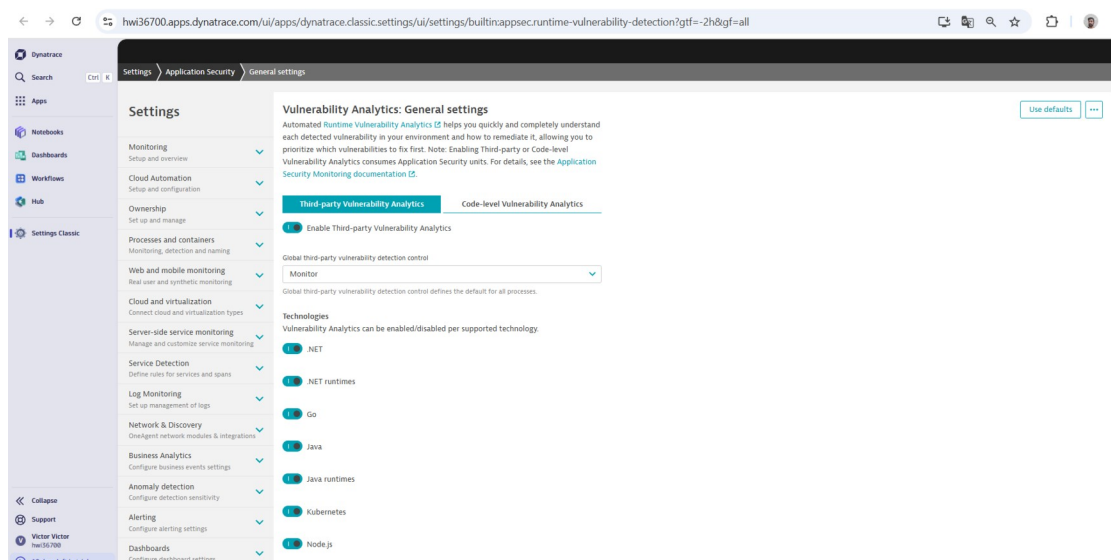 hwi36700.apps.dynatrace.com/ui/apps/dynatrace.classic.settings/ui/settings/builtin:appsec.runtime-vulnerability-detection?gtf=-2h&gf=all
Dynatrace
Search Ctrl K
Apps
Notebooks
Dashboards
Workflows
Hub
Settings Classic
Collapse
Support
V
Victor Victor
hwi36700
Settings Application Security General settings
Settings
Monitoring
Setup and overview
Cloud Automation
Setup and configuration
Ownership
Set up and manage
Processes and containers
Monitoring, detection and naming
Web and mobile monitoring
Real user and synthetic monitoring
Cloud and virtualization
Connect cloud and virtualization types
Server-side service monitoring
Manage and customize service monitoring
Service Detection
Define rules for services and spans
Log Monitoring
Set up management of logs
Network & Discovery
OneAgent network modules & integrations
Business Analytics
Configure business events settings
Anomaly detection
Configure detection sensitivity
Alerting
Configure alerting settings
Dashboards
Configure dashboard settings
Vulnerability Analytics: General settings
Use defaults ...
Automated Runtime Vulnerability Analytics helps you quickly and completely understand
each detected vulnerability in your environment and how to remediate it, allowing you to
prioritize which vulnerabilities to fix first. Note: Enabling Third-party or Code-level
Vulnerability Analytics consumes Application Security units. For details, see the Application
Security Monitoring documentation.
Third-party Vulnerability Analytics Code-level Vulnerability Analytics
Enable Third-party Vulnerability Analytics
Global third-party vulnerability detection control
Monitor
Global third-party vulnerability detection control defines the default for all processes.
Technologies
Vulnerability Analytics can be enabled/disabled per supported technology.
.NET
.NET runtimes
Go
Java
Java runtimes
Kubernetes
Node.js